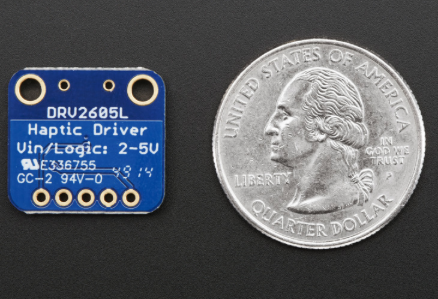 DRV2605L
Haptic Driver
Vin/Logic: 2-5V
E336755
GC-2 94V-0 4914
UNITED STATES OF AMERICA
LIBERTY
IN
GOD WE
TRUST
P
QUARTER DOLLAR